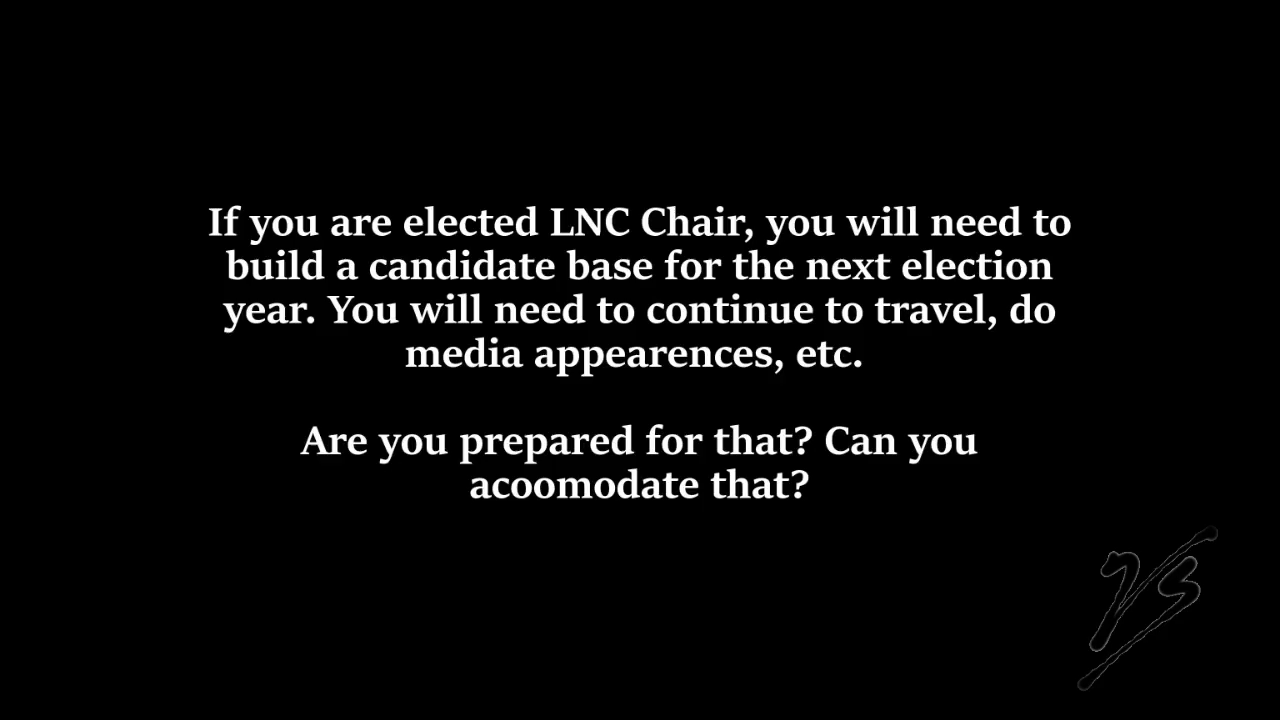 If you are elected LNC Chair, you will need to
build a candidate base for the next election
year. You will need to continue to travel, do
media appearences, etc.
Are you prepared for that? Can you
acoomodate that?